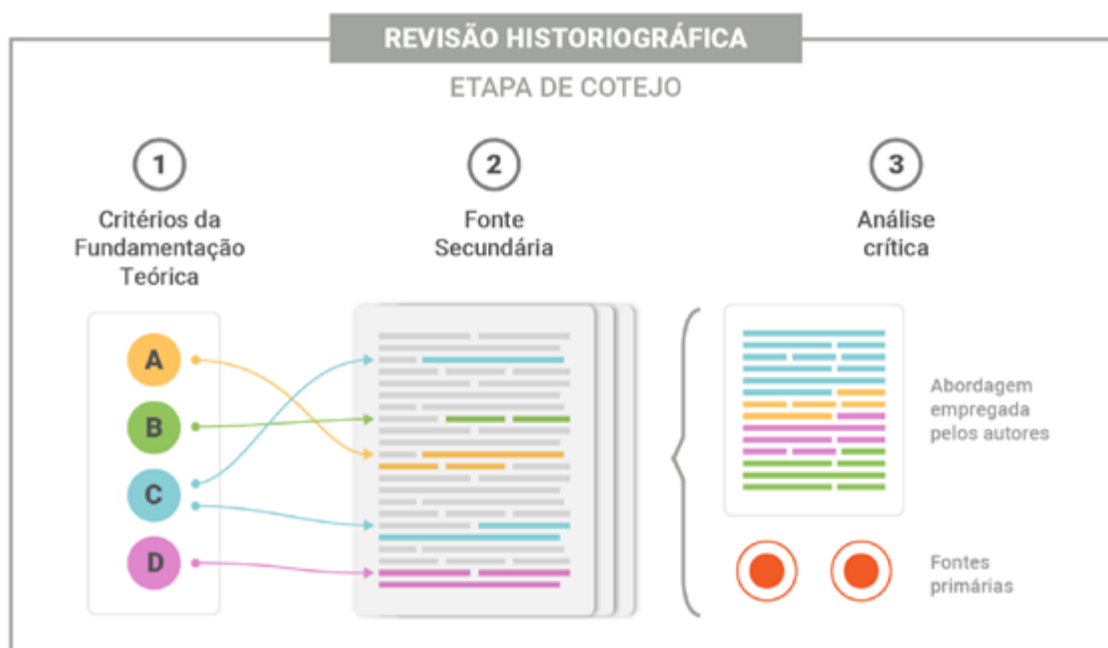 REVISÃO HISTORIOGRÁFICA
ETAPA DE COTEJO
1
Critérios da
Fundamentação
Teórica
2
Fonte
Secundária
3
Análise
crítica
A
B
C
D
Abordagem
empregada
pelos autores
Fontes
primárias